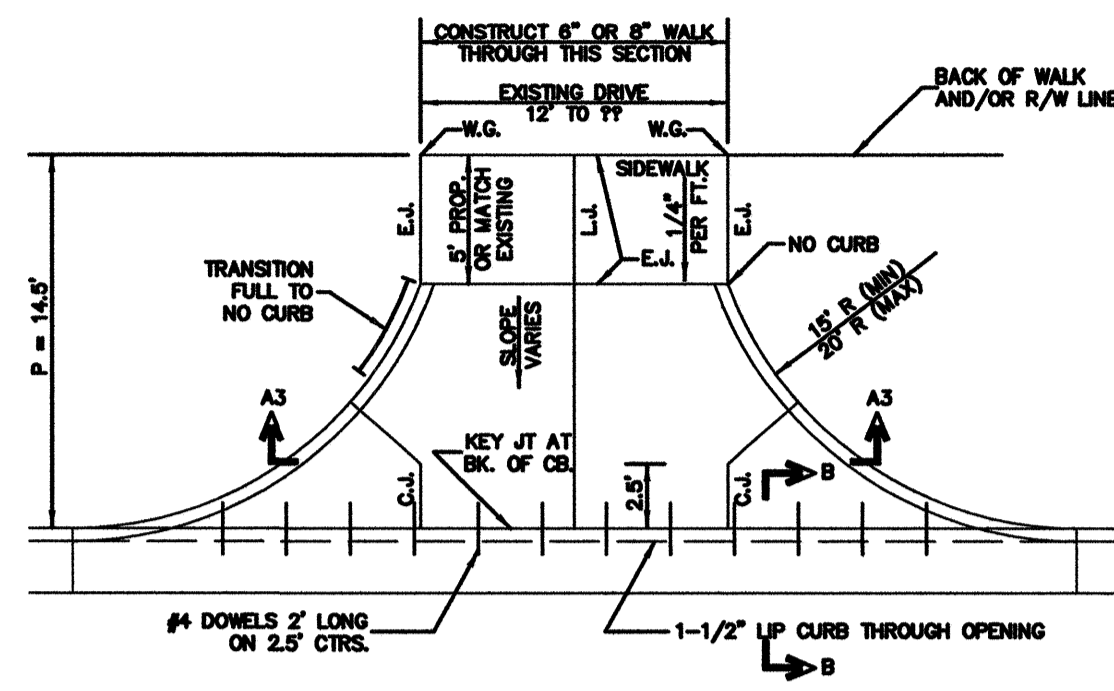 CONSTRUCT 6" OR 8" WALK
THROUGH THIS SECTION
BACK OF WALK
AND/OR R/W LINE
EXISTING DRIVE
12' TO ??
W.G.
W.G.
SIDEWALK
E.J.
5' PROP.
OR MATCH
EXISTING
L.J.
1/4"
PER FT.
E.J.
E.J.
NO CURB
TRANSITION
FULL TO
NO CURB
15' R (MIN)
20' R (MAX)
P = 14.5'
SLOPE
VARIES
A3
A3
KEY JT AT
BK. OF CB.
C.J.
2.5'
C.J.
B
#4 DOWELS 2' LONG
ON 2.5' CTRS.
1-1/2" LIP CURB THROUGH OPENING
B